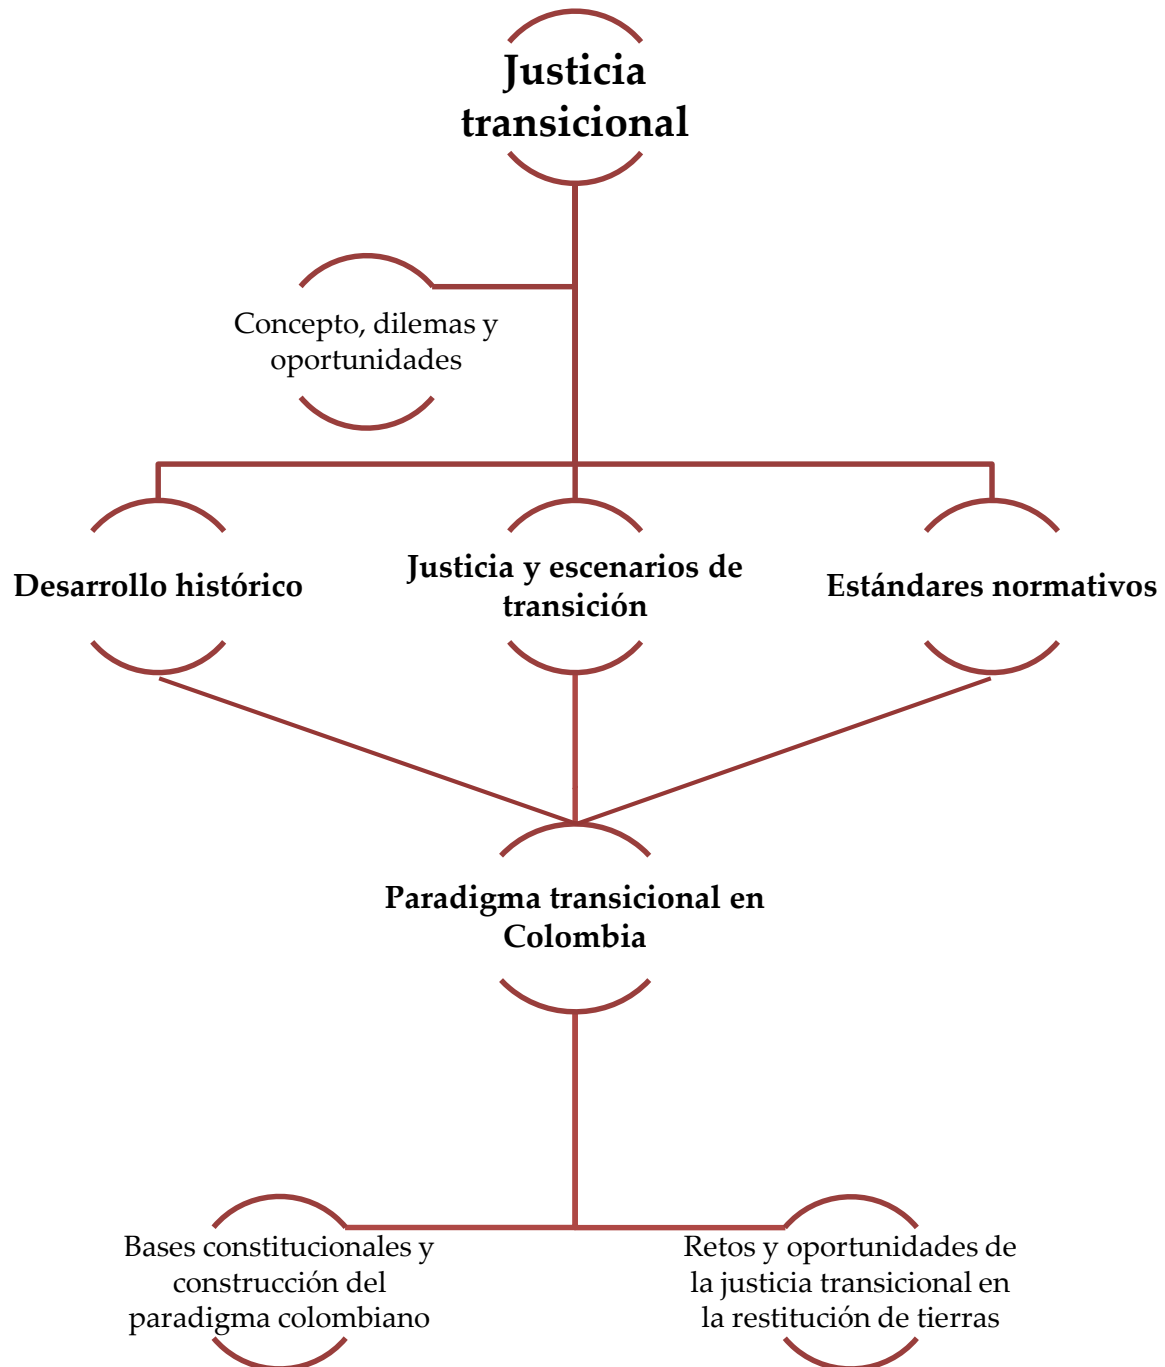 Justicia
transicional
Concepto, dilemas y
oportunidades
Desarrollo histórico
Justicia y escenarios de
transición
Estándares normativos
Paradigma transicional en
Colombia
Bases constitucionales y
construcción del
paradigma colombiano
Retos y oportunidades de
la justicia transicional en
la restitución de tierras